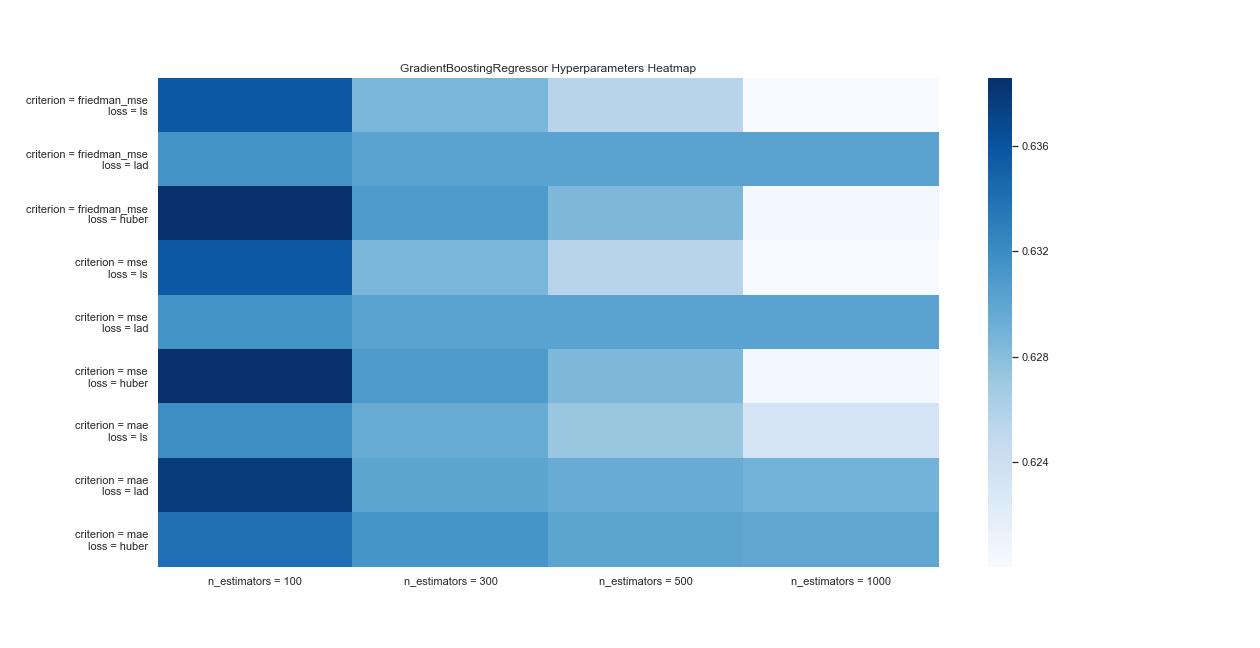 GradientBoostingRegressor Hyperparameters Heatmap
criterion = friedman_mse
loss = ls
criterion = friedman_mse
loss = lad
criterion = friedman_mse
loss = huber
criterion = mse
loss = ls
criterion = mse
loss = lad
criterion = mse
loss = huber
criterion = mae
loss = ls
criterion = mae
loss = lad
criterion = mae
loss = huber
n_estimators = 100
n_estimators = 300
n_estimators = 500
n_estimators = 1000
0.636
0.632
0.628
0.624